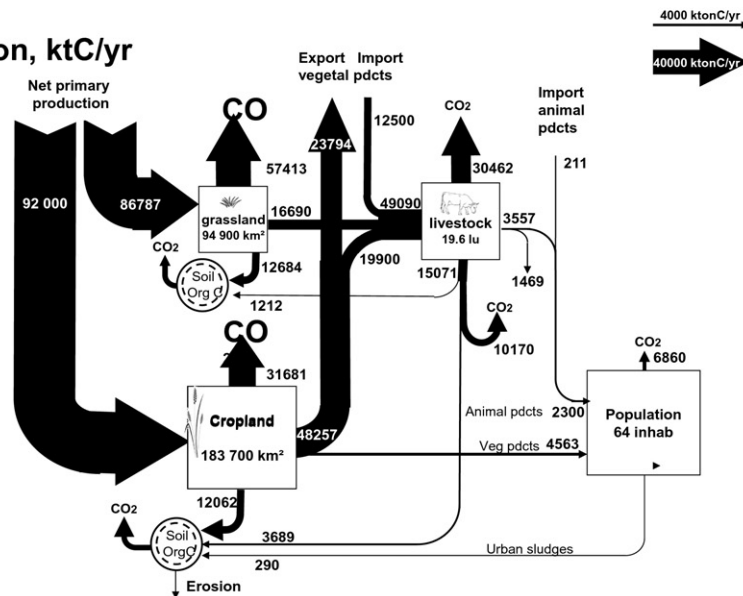 4000 ktonC/yr
40000 ktonC/yr
on, ktC/yr
Net primary
production
Export Import
vegetal pdcts
Import
animal
pdcts
CO
CO2
12500
23794
57413
30462
211
92 000
86787
grassland
94 900 km²
16690
49090
livestock
19.6 lu
3557
CO2
12684
19900
15071
1469
Soil
Org C
1212
CO2
10170
CO
31681
CO2
6860
Cropland
183 700 km²
48257
Animal pdcts 2300
Veg pdcts 4563
Population
64 inhab
12062
CO2
Soil
OrgC
3689
290
Urban sludges
Erosion